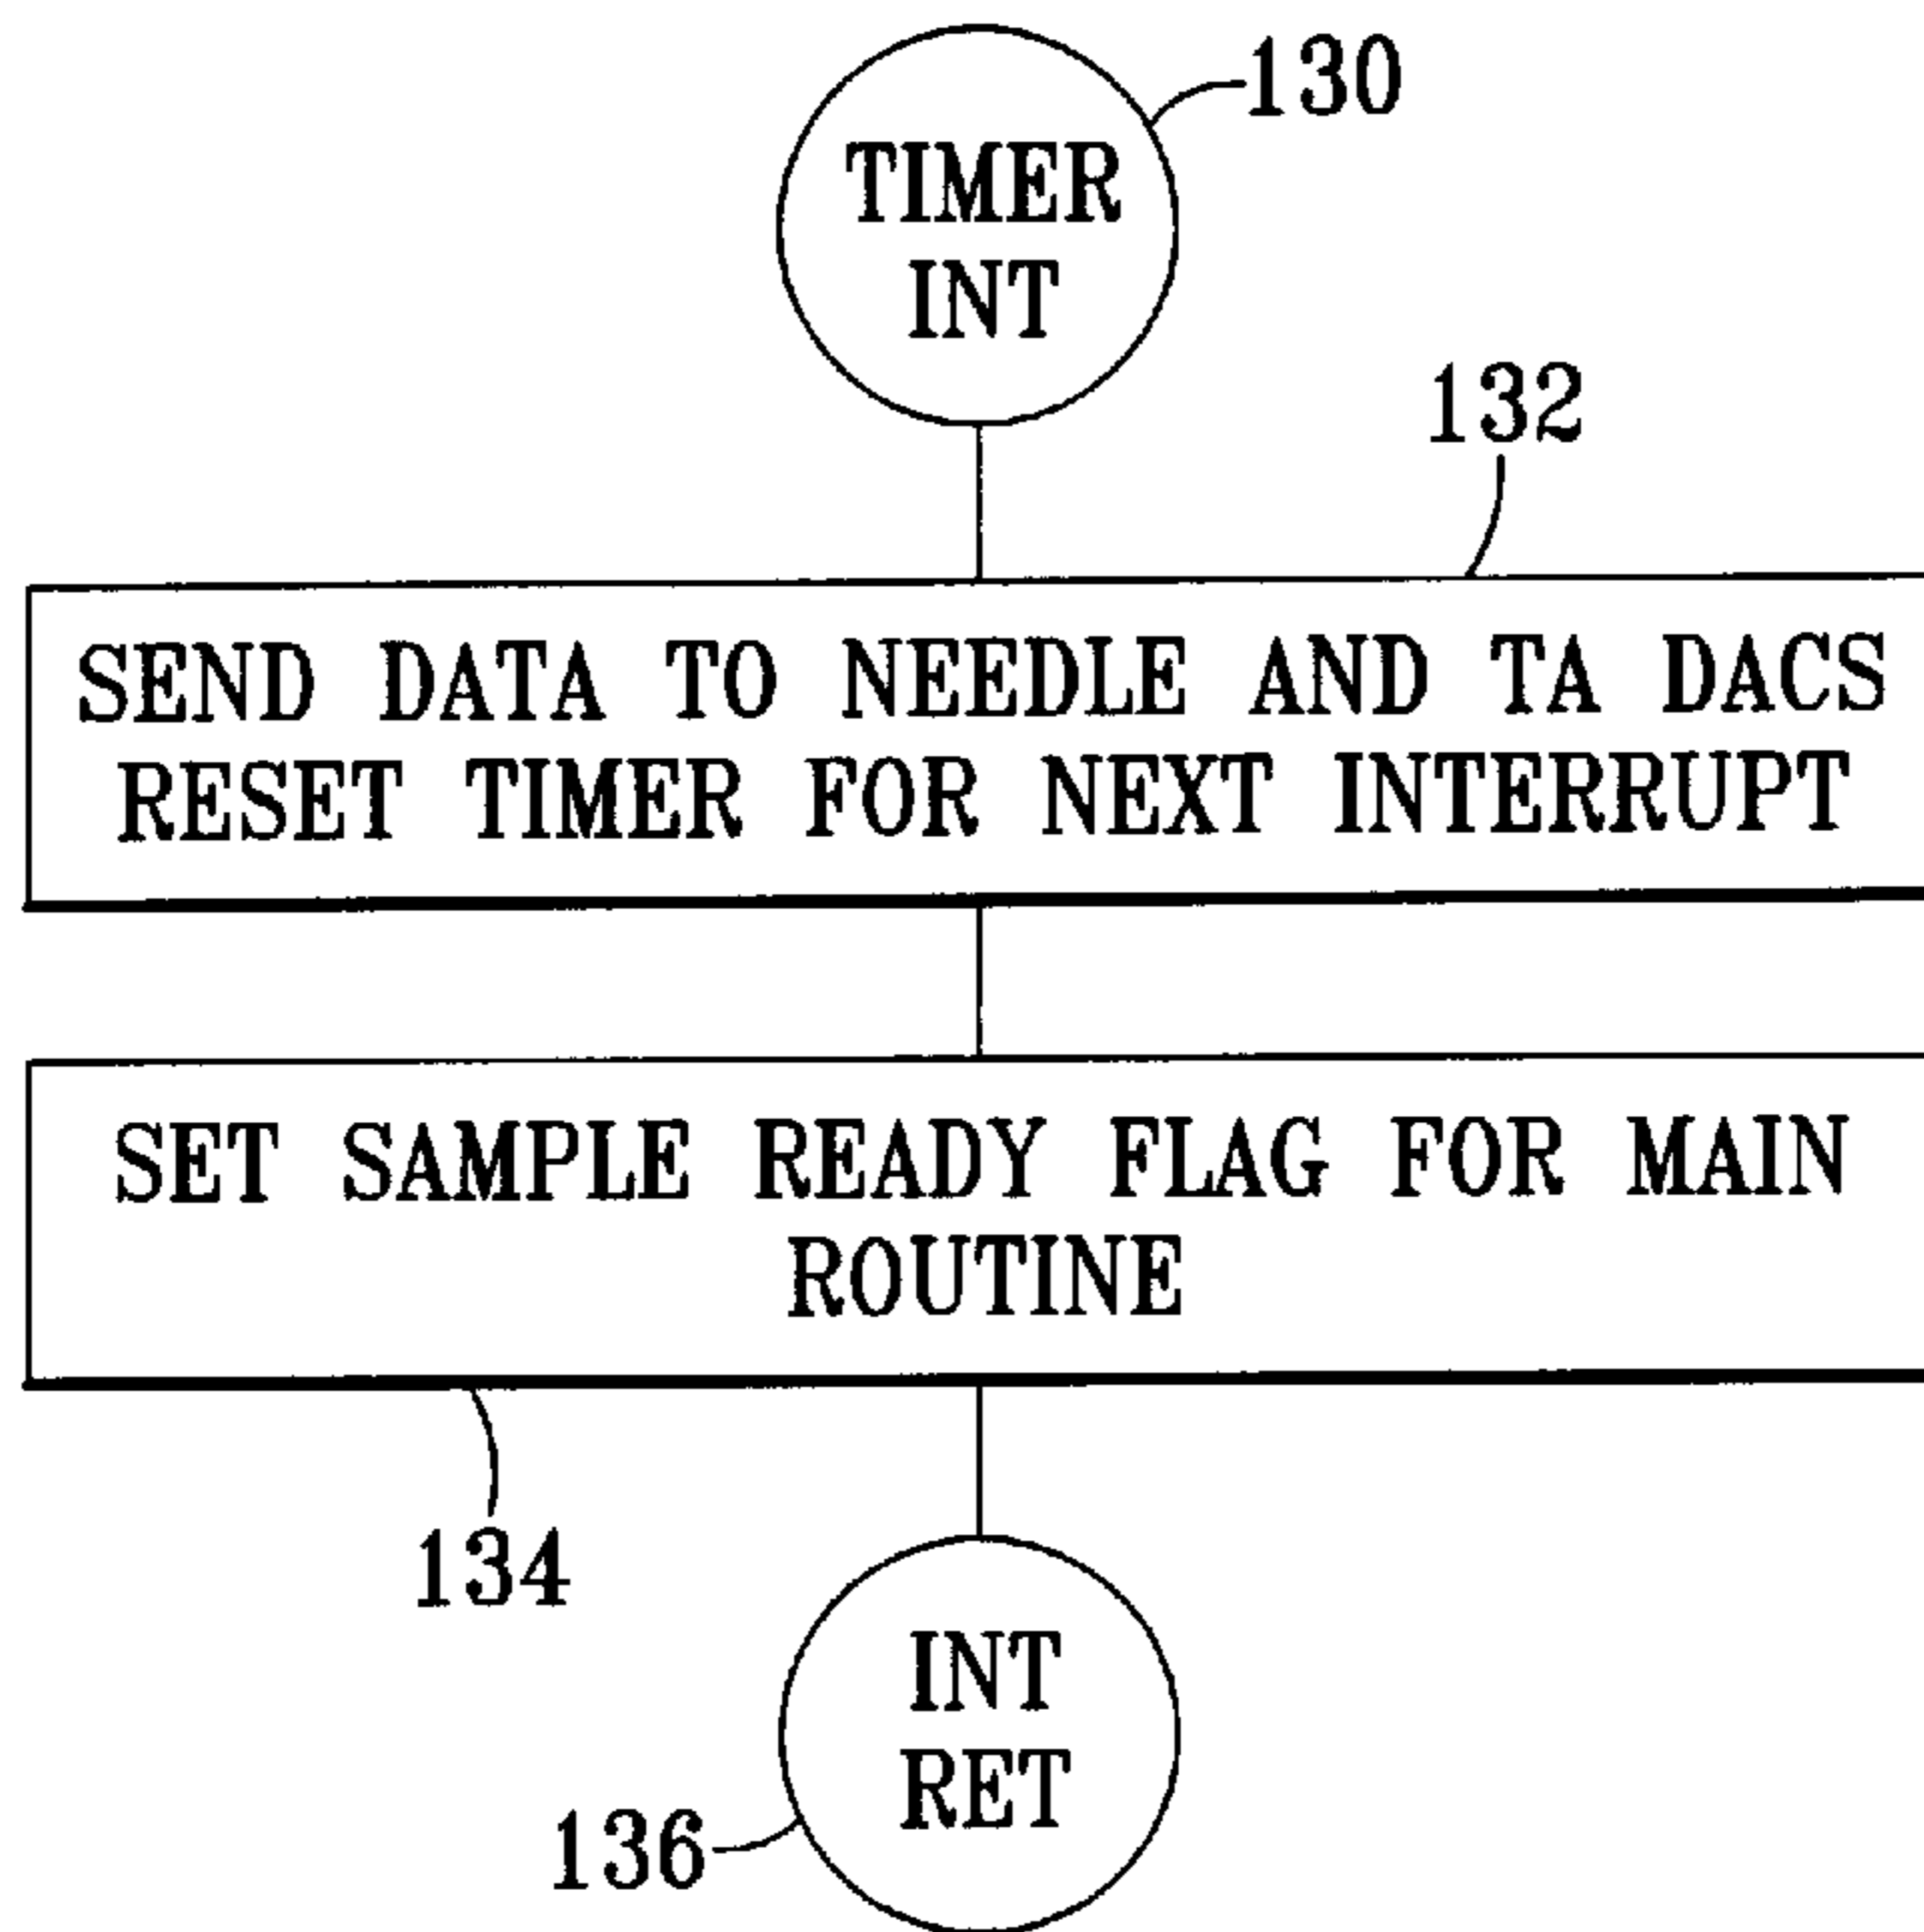 130
TIMER
INT
132
SEND DATA TO NEEDLE AND TA DACS
RESET TIMER FOR NEXT INTERRUPT
SET SAMPLE READY FLAG FOR MAIN
ROUTINE
134
INT
RET
136